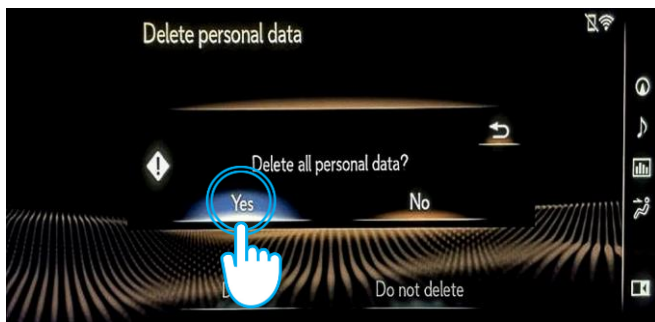 Delete personal data
Delete all personal data?
Yes
No
Do not delete